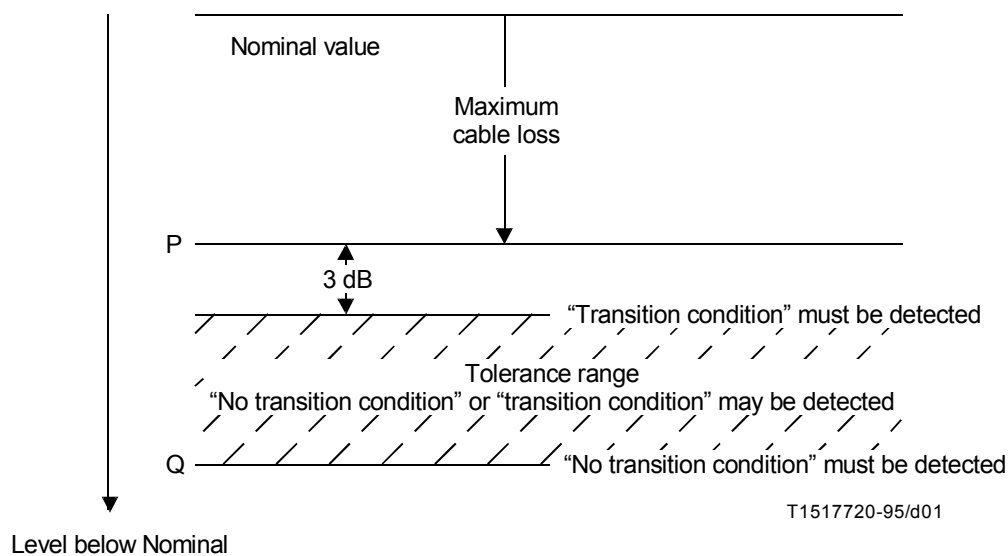 Nominal value
Maximum
cable loss
P
3 dB
“Transition condition” must be detected
Tolerance range
“No transition condition” or “transition condition” may be detected
Q
“No transition condition” must be detected
T1517720-95/d01
Level below Nominal